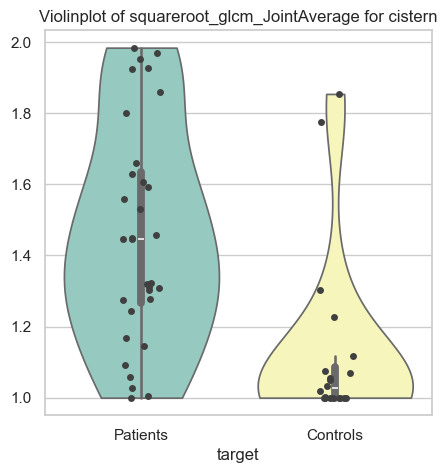 Violinplot of squareroot_glcm_JointAverage for cistern
2.0
1.8
1.6
1.4
1.2
1.0
Patients
Controls
target